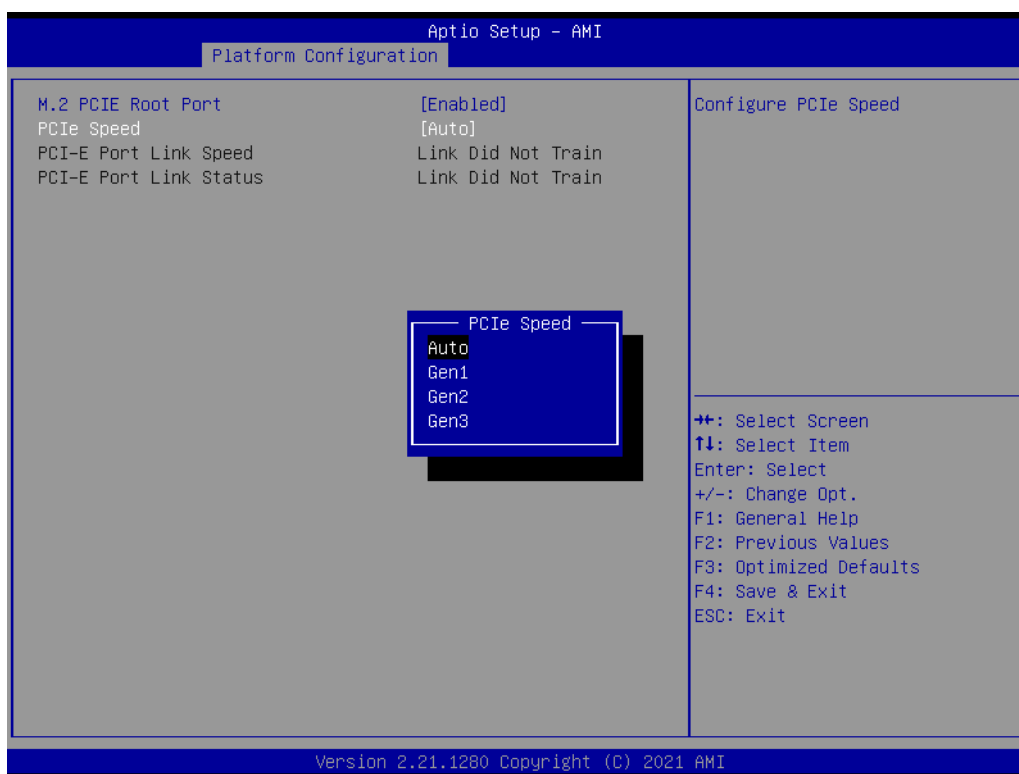 Aptio Setup – AMI
Platform Configuration
M.2 PCIE Root Port [Enabled]
PCIe Speed [Auto]
PCI-E Port Link Speed Link Did Not Train
PCI-E Port Link Status Link Did Not Train
Configure PCIe Speed
PCIe Speed
Auto
Gen1
Gen2
Gen3
→←: Select Screen
↑↓: Select Item
Enter: Select
+/-: Change Opt.
F1: General Help
F2: Previous Values
F3: Optimized Defaults
F4: Save & Exit
ESC: Exit
Version 2.21.1280 Copyright (C) 2021 AMI